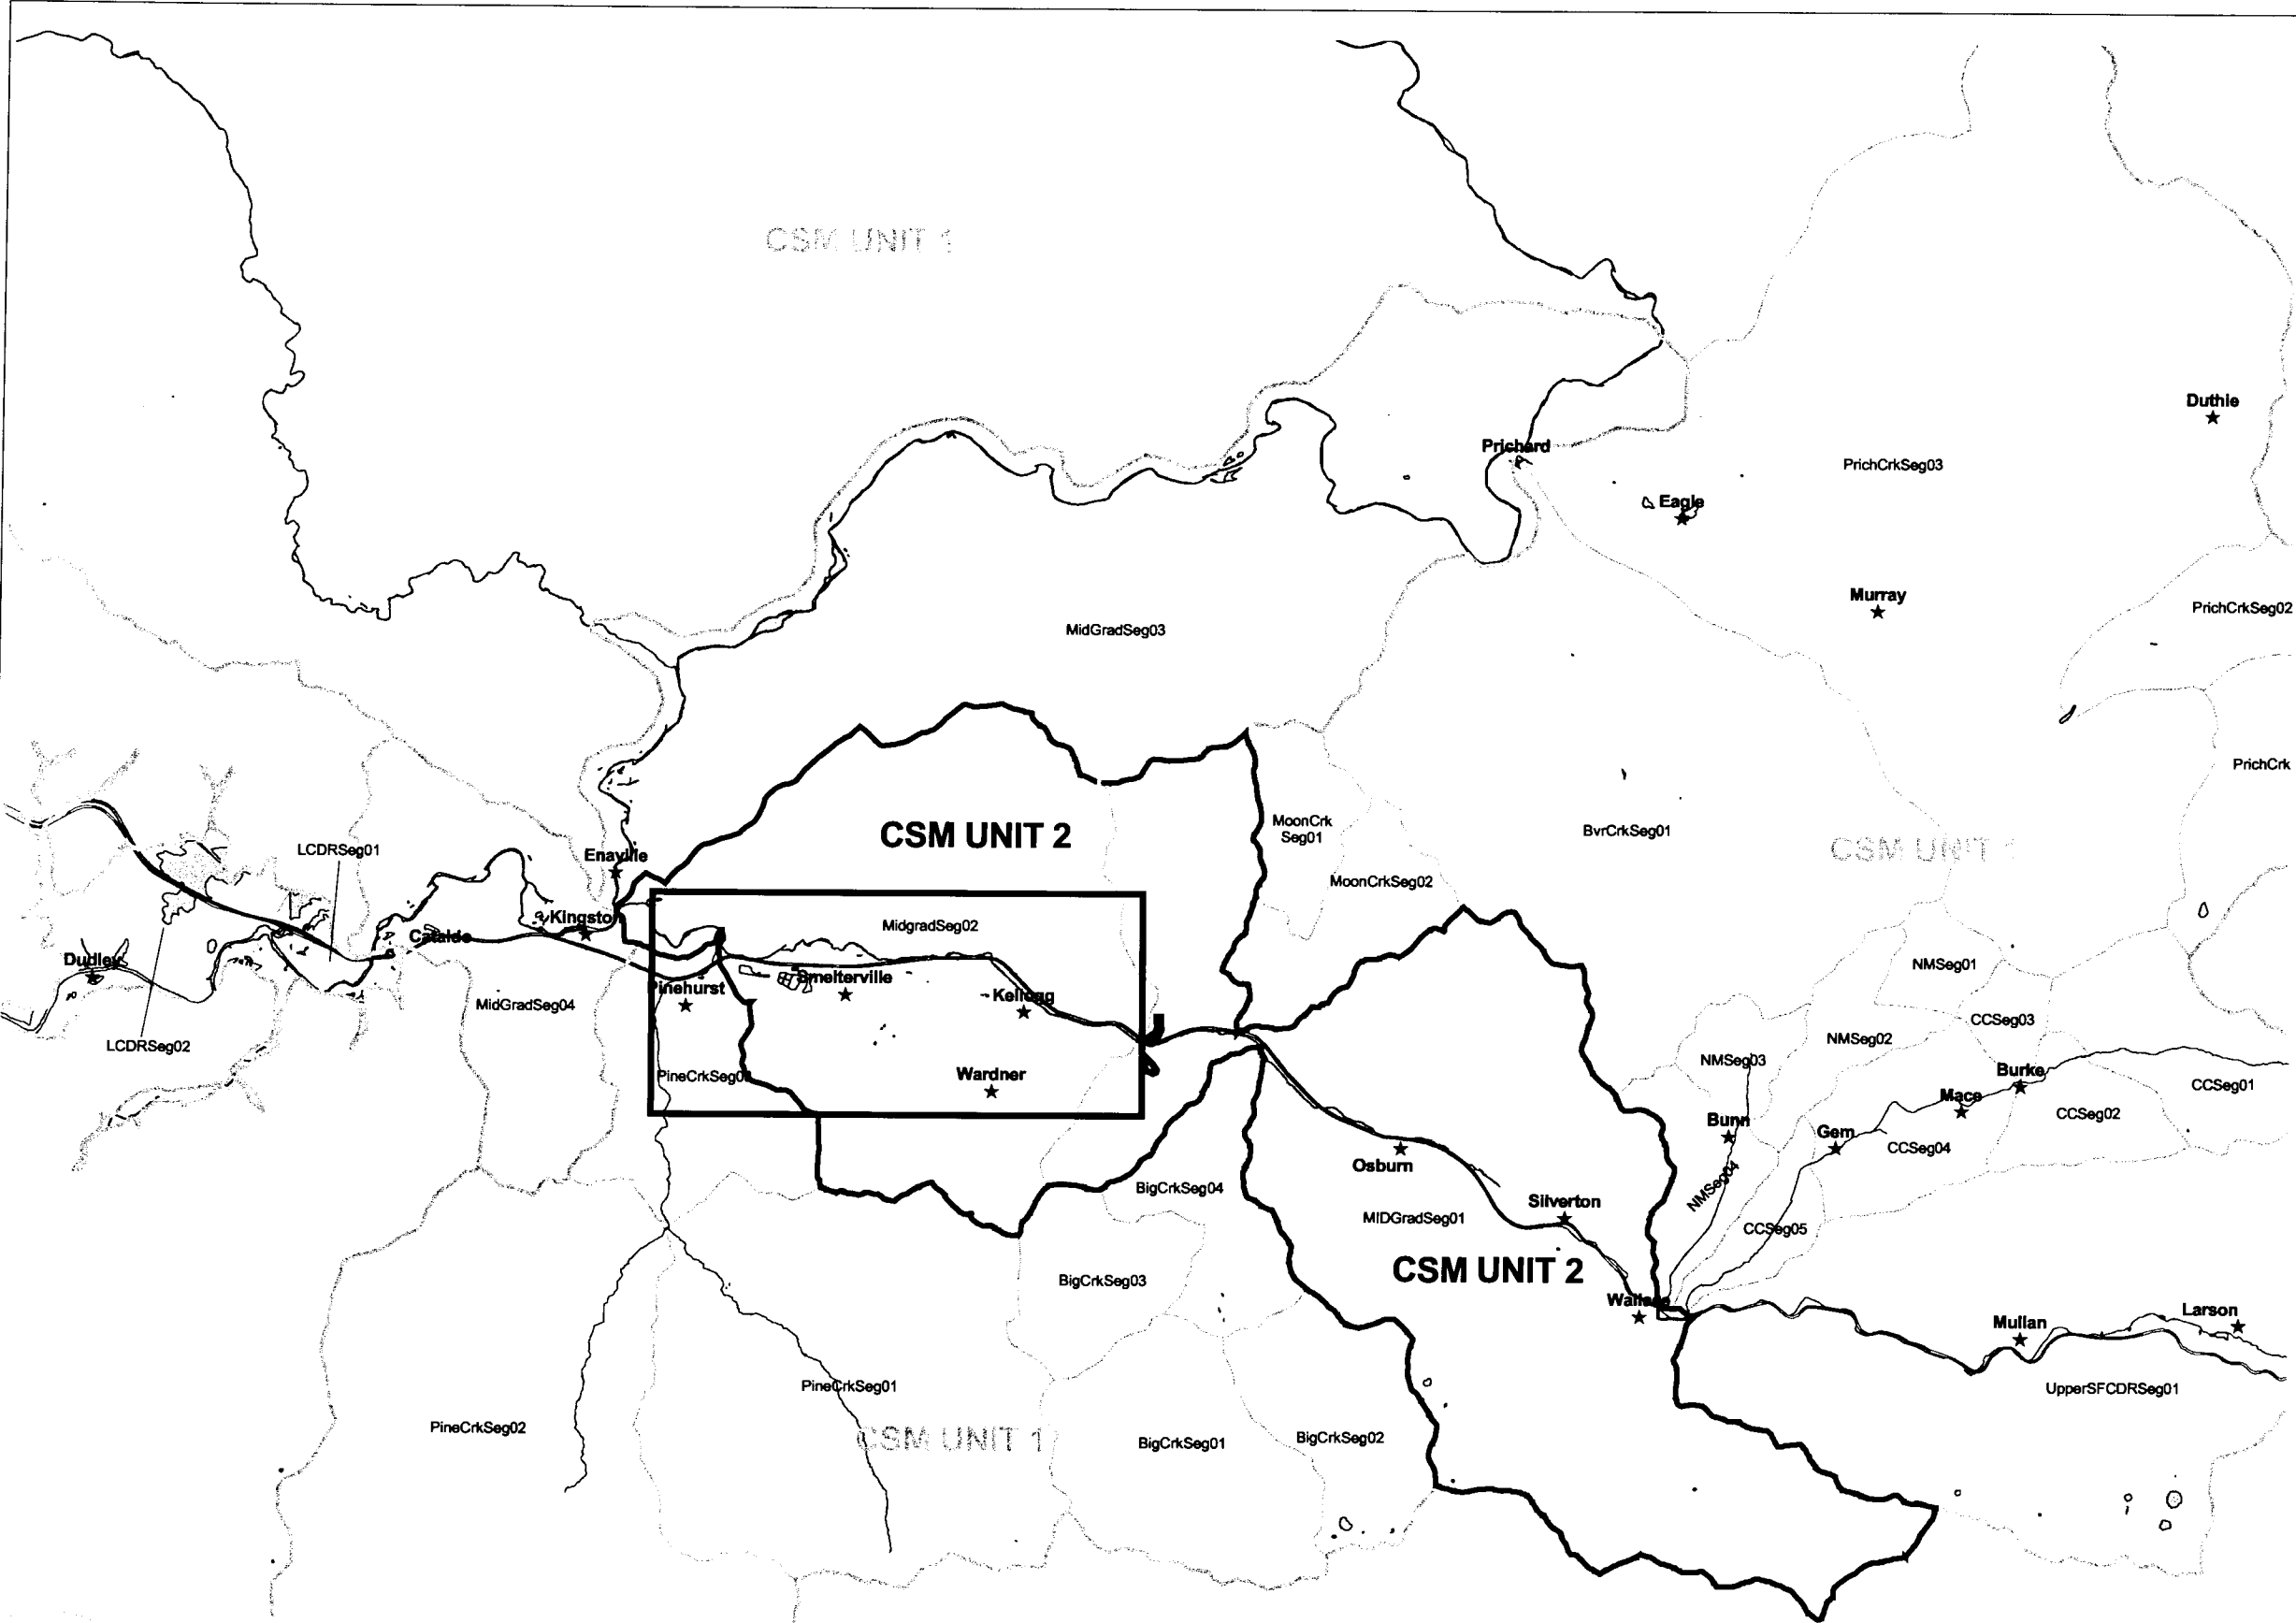 CSM UNIT 1
Duthie
Prichard
PrichCrkSeg03
Eagle
Murray
PrichCrkSeg02
MidGradSeg03
PrichCrk
CSM UNIT 2
MoonCrk
Seg01
BvrCrkSeg01
CSM UNIT
LCDRSeg01
Enaville
MoonCrkSeg02
Kingston
MidgradSeg02
Cataldo
Dudley
NMSeg01
Smelterville
Pinehurst
Kellogg
MidGradSeg04
CCSeg03
LCDRSeg02
NMSeg02
NMSeg03
Burke
Wardner
PineCrkSeg0
CCSeg01
Mace
CCSeg02
Bunn
Gem
CCSeg04
Osburn
BigCrkSeg04
NMSeg04
Silverton
MIDGradSeg01
CCSeg05
CSM UNIT 2
BigCrkSeg03
Wallace
Larson
Mullan
PineCrkSeg01
UpperSFCDRSeg01
PineCrkSeg02
CSM UNIT 1
BigCrkSeg01
BigCrkSeg02